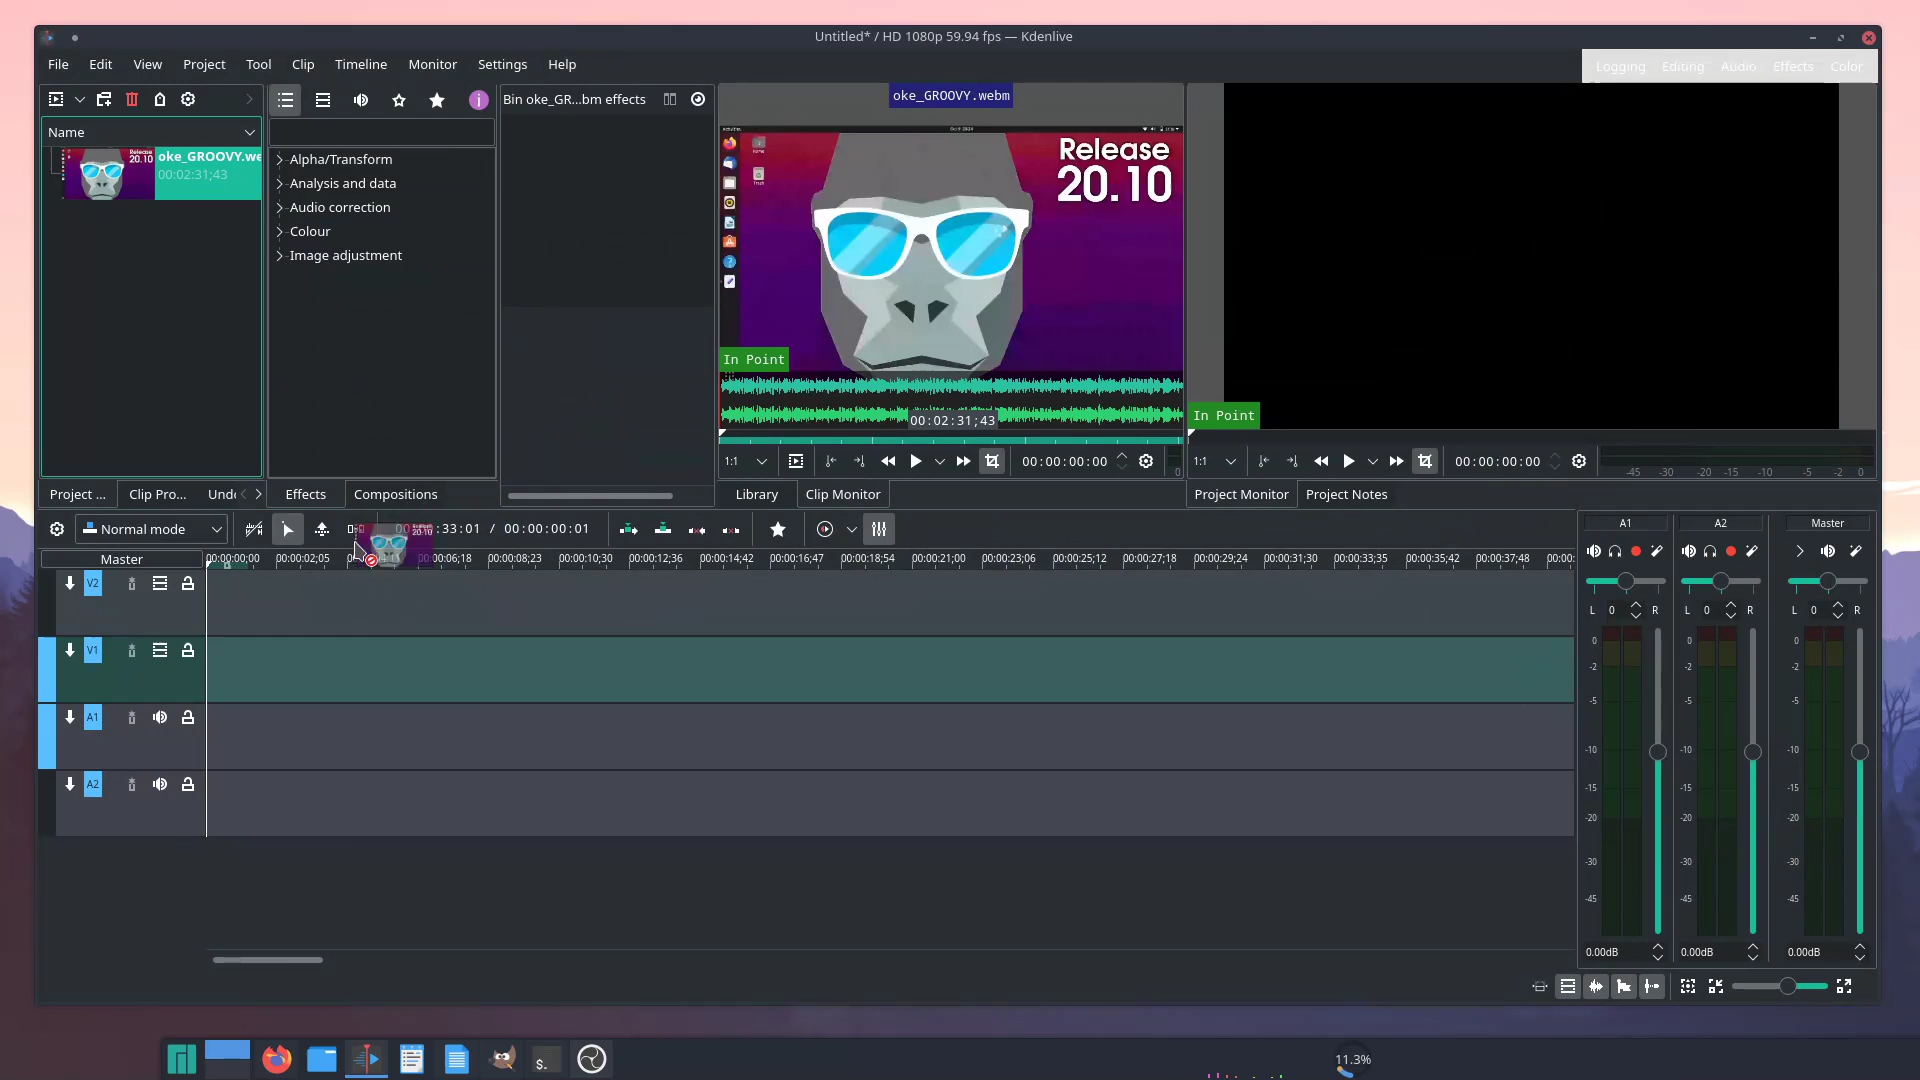 Untitled* / HD 1080p 59.94 fps — Kdenlive
File Edit View Project Tool Clip Timeline Monitor Settings Help
Logging Editing Audio Effects Color
Bin oke_GR...bm effects
oke_GROOVY.webm
Name
oke_GROOVY.we
00:02:31;43
Release
20.10
Alpha/Transform
Analysis and data
Audio correction
Colour
Image adjustment
Release
20.10
In Point
00:02:31;43
In Point
1:1
00:00:00:00
0
1:1
00:00:00:00
-45 -30 -20 -15 -10 -5 -2 0
Project ...
Clip Pro...
Undo
Effects
Compositions
Library
Clip Monitor
Project Monitor
Project Notes
Normal mode
:33:01 / 00:00:00:01
Master
00:00:00;00 00:00:02;05 00:00:06;18 00:00:08;23 00:00:10;30 00:00:12;36 00:00:14;42 00:00:16;47 00:00:18;54 00:00:21;00 00:00:23;06 00:00:25;12 00:00:27;18 00:00:29;24 00:00:31;30 00:00:33;36 00:00:35;42 00:00:37;48 00:00:
V2
V1
A1
A2
A1 A2 Master
L 0 R L 0 R L 0 R
0 0 0
-2 -2 -2
-5 -5 -5
-10 -10 -10
-15 -15 -15
-20 -20 -20
-30 -30 -30
-45 -45 -45
0.00dB 0.00dB 0.00dB
11.3%